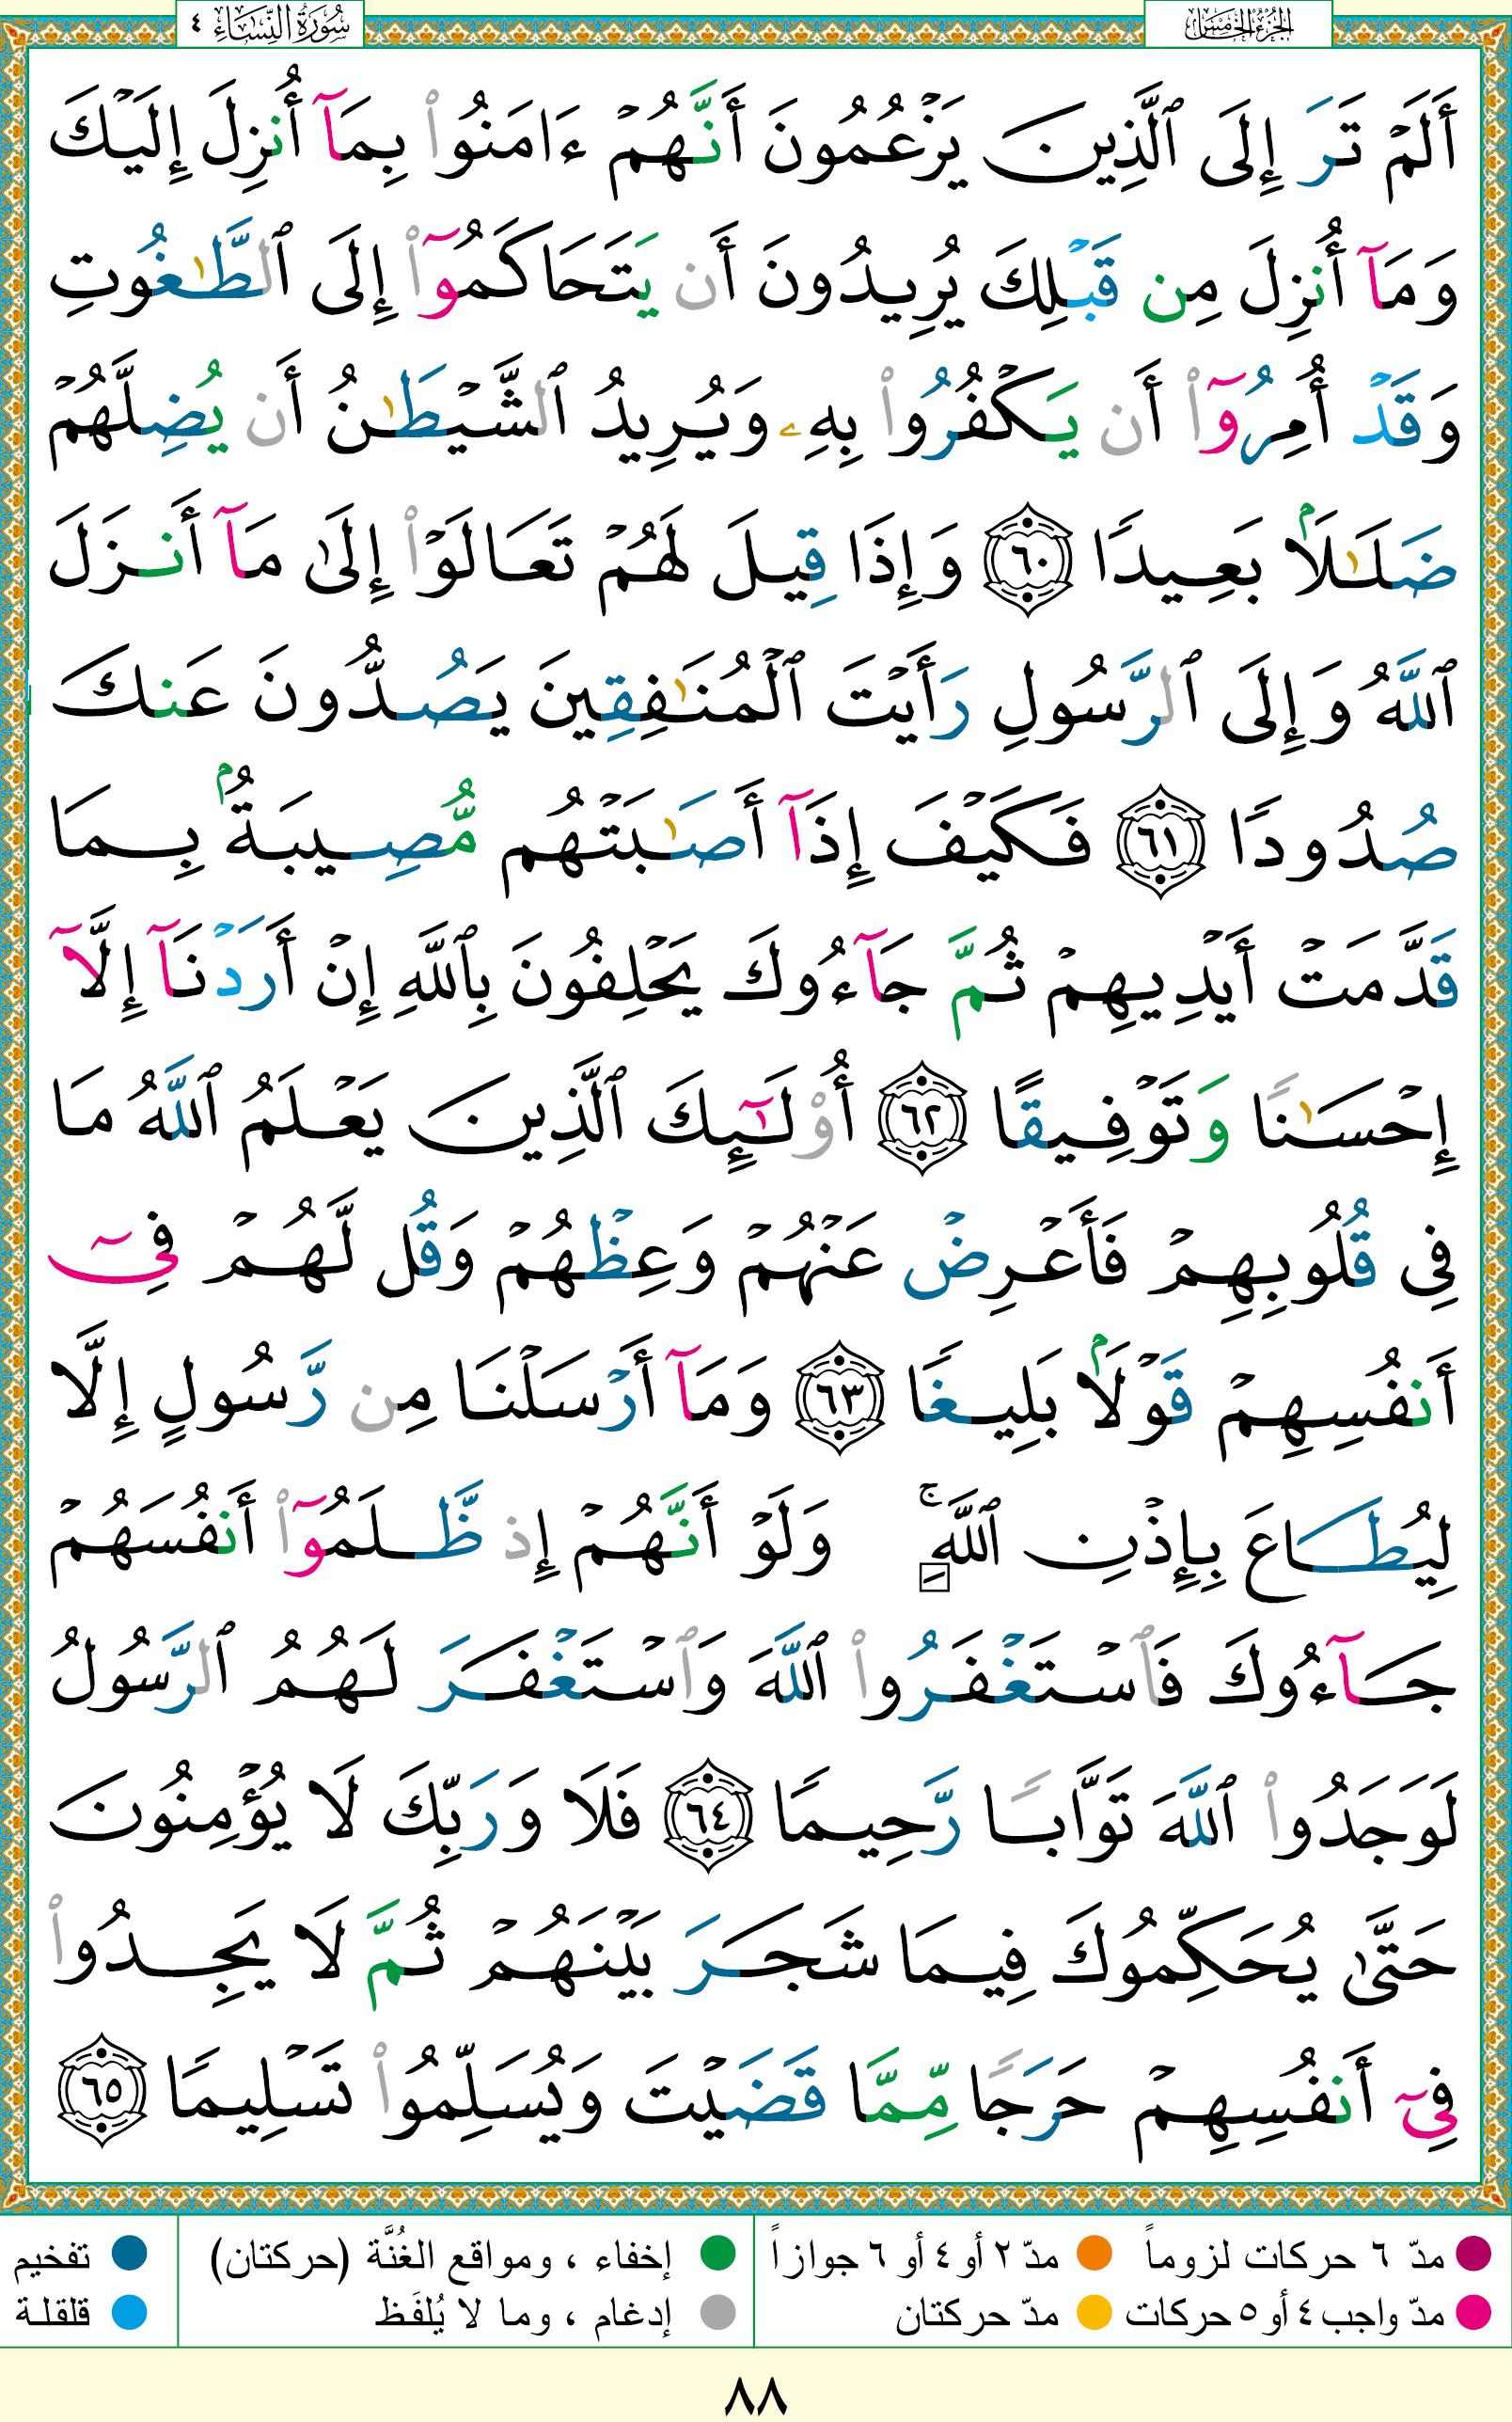 الجزء الخامس
سُورَةُ النِّسَاءِ ٤
أَلَمۡ تَرَ إِلَى ٱلَّذِينَ يَزۡعُمُونَ أَنَّهُمۡ ءَامَنُواْ بِمَآ أُنزِلَ إِلَيۡكَ
وَمَآ أُنزِلَ مِن قَبۡلِكَ يُرِيدُونَ أَن يَتَحَاكَمُوٓاْ إِلَى ٱلطَّٰغُوتِ
وَقَدۡ أُمِرُوٓاْ أَن يَكۡفُرُواْ بِهِۦ وَيُرِيدُ ٱلشَّيۡطَٰنُ أَن يُضِلَّهُمۡ
ضَلَٰلَۢا بَعِيدٗا ٦٠ وَإِذَا قِيلَ لَهُمۡ تَعَالَوۡاْ إِلَىٰ مَآ أَنزَلَ
ٱللَّهُ وَإِلَى ٱلرَّسُولِ رَأَيۡتَ ٱلۡمُنَٰفِقِينَ يَصُدُّونَ عَنكَ
صُدُودٗا ٦١ فَكَيۡفَ إِذَآ أَصَٰبَتۡهُم مُّصِيبَةُۢ بِمَا
قَدَّمَتۡ أَيۡدِيهِمۡ ثُمَّ جَآءُوكَ يَحۡلِفُونَ بِٱللَّهِ إِنۡ أَرَدۡنَآ إِلَّآ
إِحۡسَٰنٗا وَتَوۡفِيقًا ٦٢ أُوْلَٰٓئِكَ ٱلَّذِينَ يَعۡلَمُ ٱللَّهُ مَا
فِي قُلُوبِهِمۡ فَأَعۡرِضۡ عَنۡهُمۡ وَعِظۡهُمۡ وَقُل لَّهُمۡ فِيٓ
أَنفُسِهِمۡ قَوۡلَۢا بَلِيغٗا ٦٣ وَمَآ أَرۡسَلۡنَا مِن رَّسُولٍ إِلَّا
لِيُطَاعَ بِإِذۡنِ ٱللَّهِۚ وَلَوۡ أَنَّهُمۡ إِذ ظَّلَمُوٓاْ أَنفُسَهُمۡ
جَآءُوكَ فَٱسۡتَغۡفَرُواْ ٱللَّهَ وَٱسۡتَغۡفَرَ لَهُمُ ٱلرَّسُولُ
لَوَجَدُواْ ٱللَّهَ تَوَّابٗا رَّحِيمٗا ٦٤ فَلَا وَرَبِّكَ لَا يُؤۡمِنُونَ
حَتَّىٰ يُحَكِّمُوكَ فِيمَا شَجَرَ بَيۡنَهُمۡ ثُمَّ لَا يَجِدُواْ
فِيٓ أَنفُسِهِمۡ حَرَجٗا مِّمَّا قَضَيۡتَ وَيُسَلِّمُواْ تَسۡلِيمٗا ٦٥
مدّ ٦ حركات لزوماً مدّ ٢ أو ٤ أو ٦ جوازاً إخفاء ، ومواقع الغُنَّة (حركتان) تفخيم
مدّ واجب ٤ أو ٥ حركات مدّ حركتان إدغام ، وما لا يُلفَظ قلقلة
٨٨